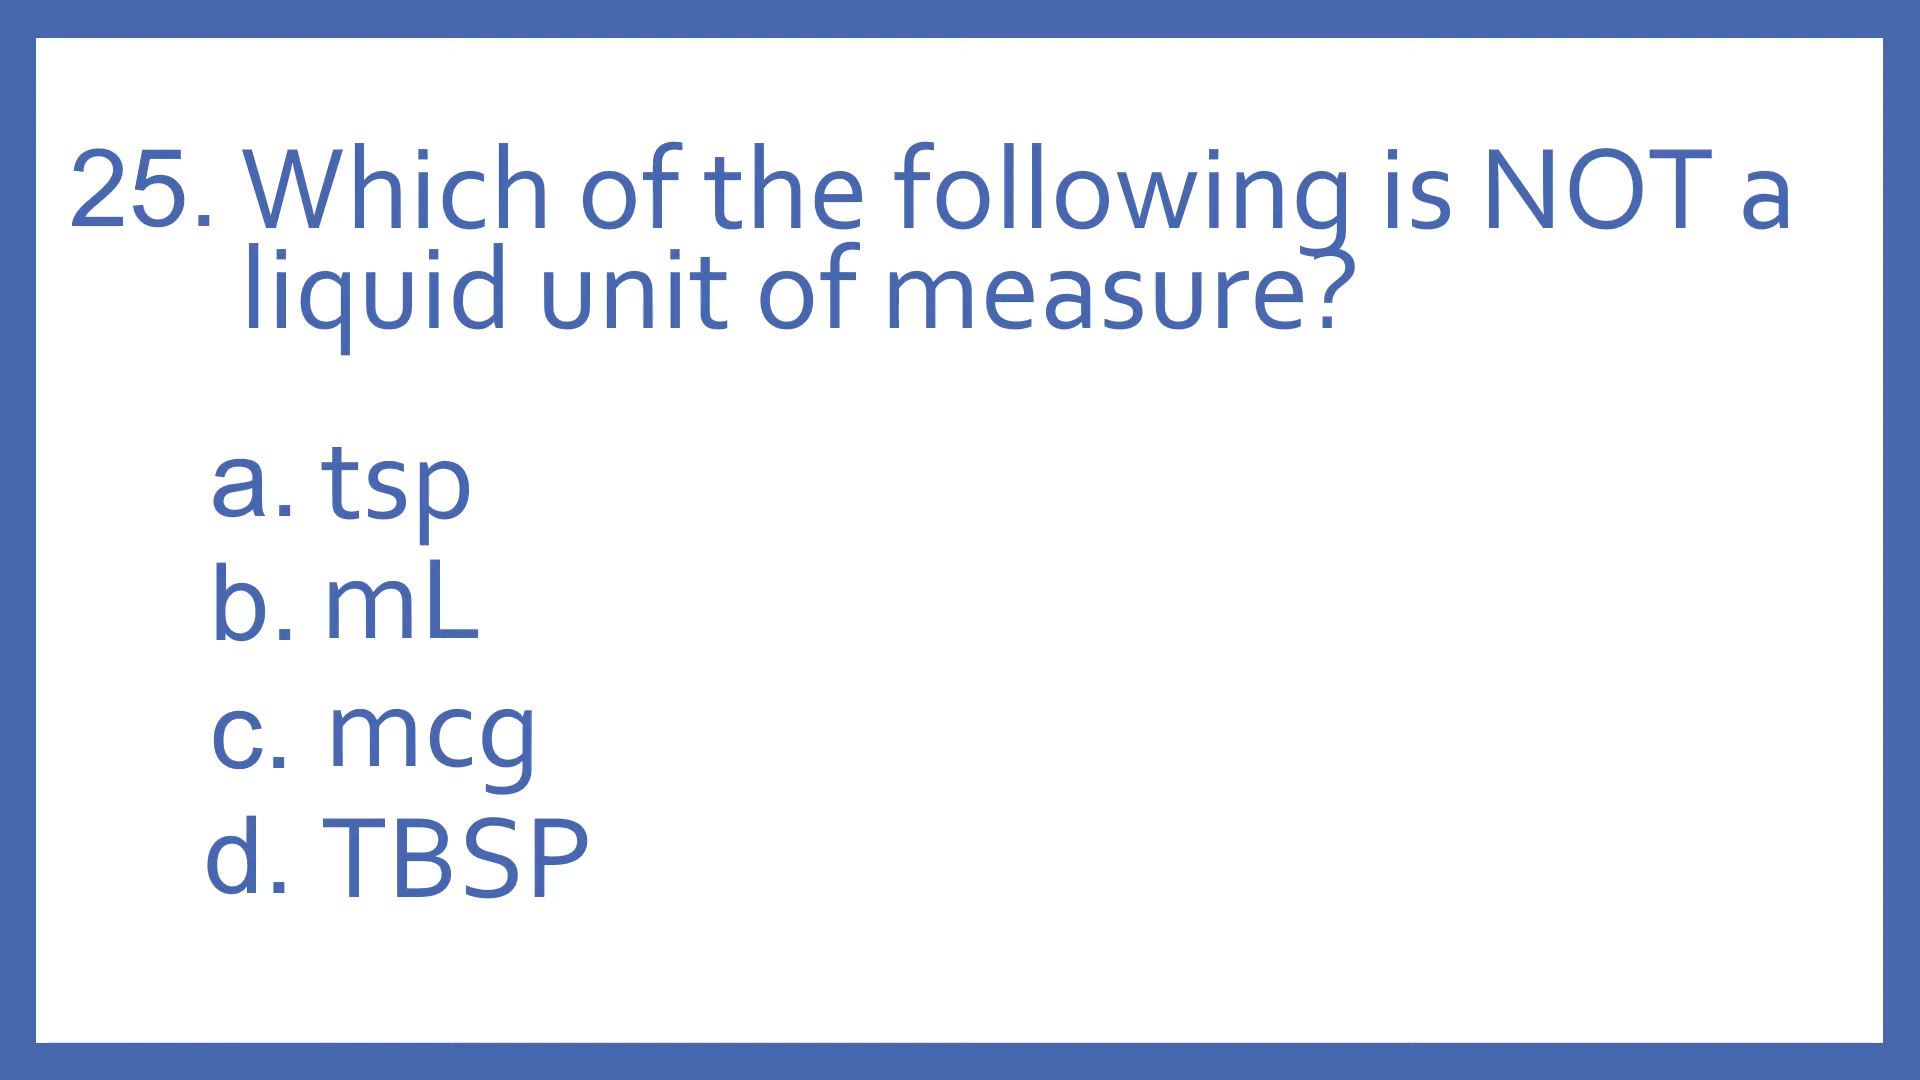 25. Which of the following is NOT a
liquid unit of measure?
a. tsp
b. mL
c. mcg
d. TBSP